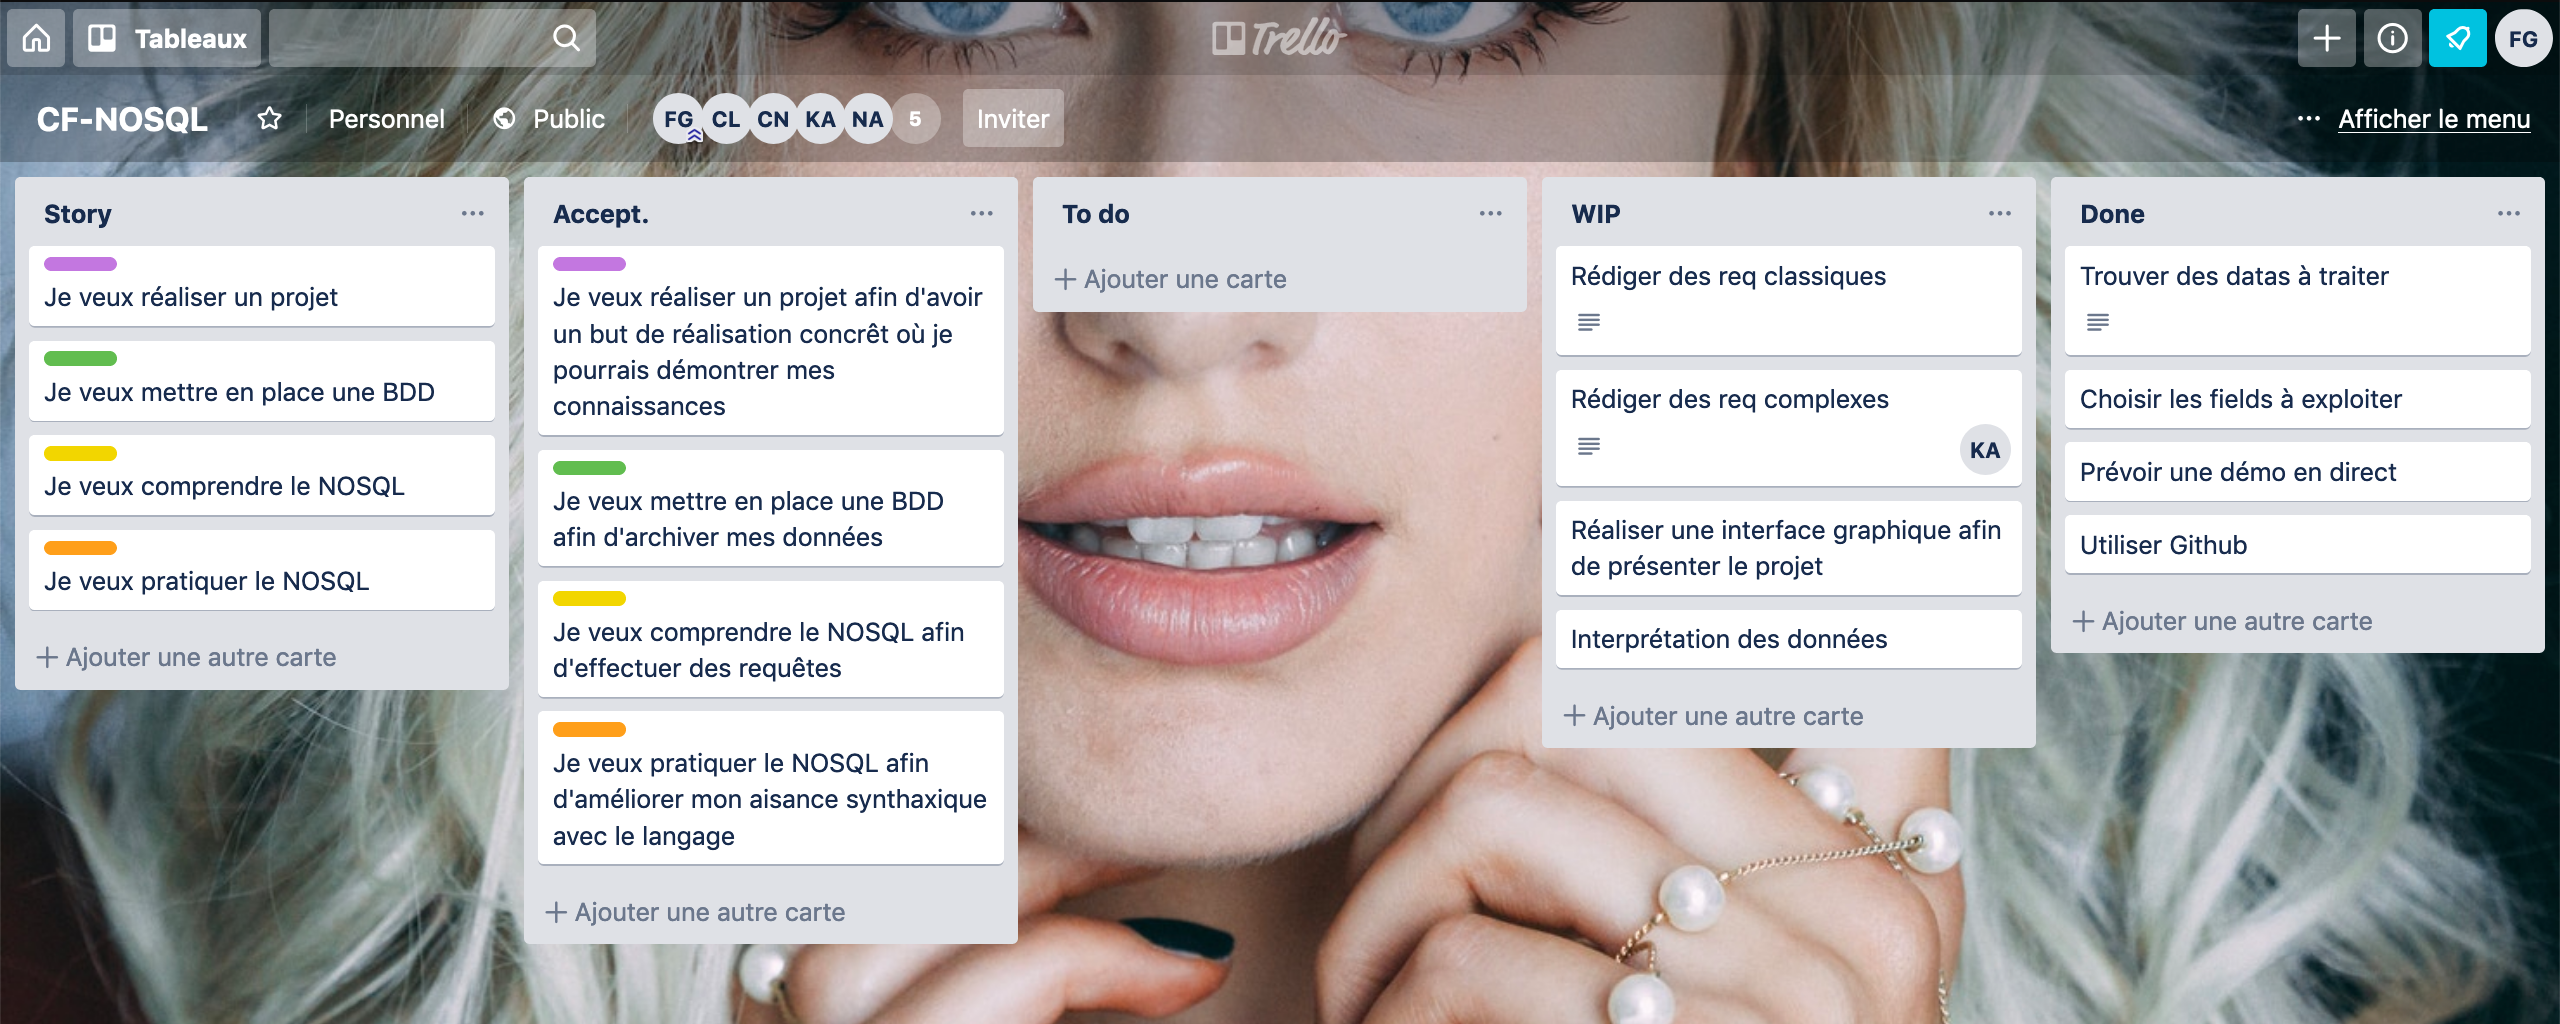 Tableaux
Trello
FG
CF-NOSQL
Personnel
Public
FG
CL
CN
KA
NA
5
Inviter
Afficher le menu
Story
Je veux réaliser un projet
Je veux mettre en place une BDD
Je veux comprendre le NOSQL
Je veux pratiquer le NOSQL
+ Ajouter une autre carte
Accept.
Je veux réaliser un projet afin d'avoir
un but de réalisation concrêt où je
pourrais démontrer mes
connaissances
Je veux mettre en place une BDD
afin d'archiver mes données
Je veux comprendre le NOSQL afin
d'effectuer des requêtes
Je veux pratiquer le NOSQL afin
d'améliorer mon aisance synthaxique
avec le langage
+ Ajouter une autre carte
To do
+ Ajouter une carte
WIP
Rédiger des req classiques
Rédiger des req complexes
KA
Réaliser une interface graphique afin
de présenter le projet
Interprétation des données
+ Ajouter une autre carte
Done
Trouver des datas à traiter
Choisir les fields à exploiter
Prévoir une démo en direct
Utiliser Github
+ Ajouter une autre carte